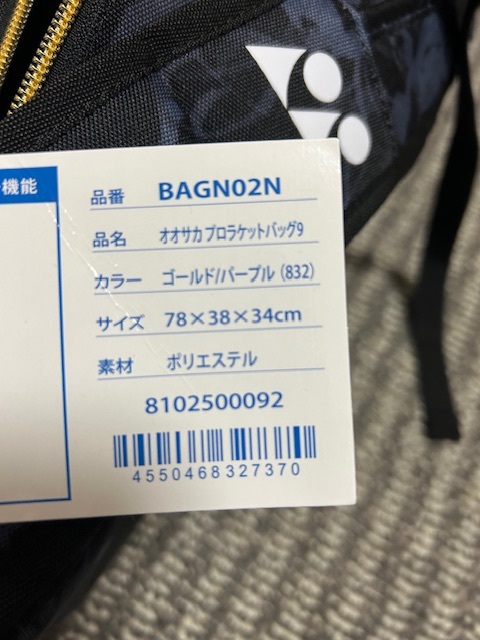 機能
品番 BAGN02N
品名 オオサカ プロラケットバッグ9
カラー ゴールド/パープル (832)
サイズ 78×38×34cm
素材 ポリエステル
8102500092
4550468327370